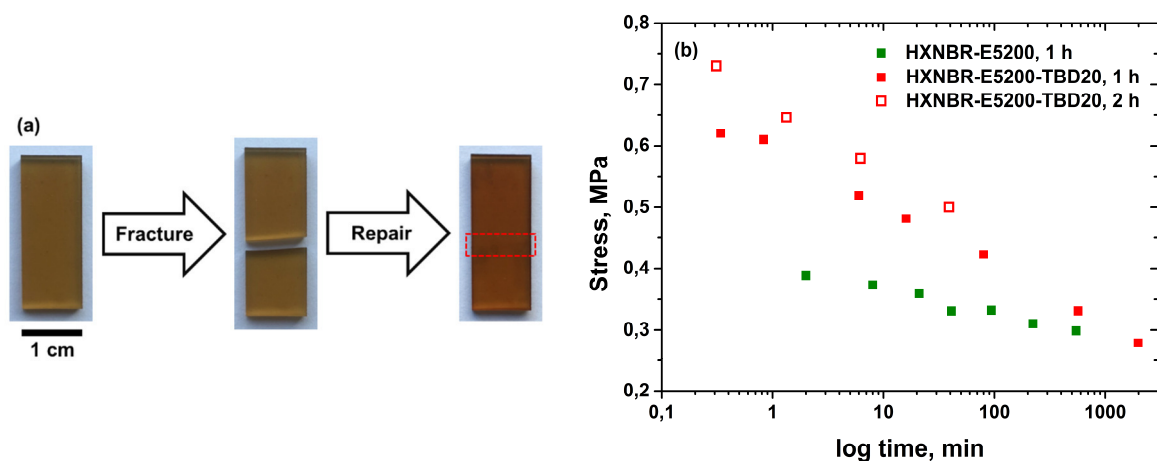 (a)
Fracture
Repair
1 cm
(b)
HXNBR-E5200, 1 h
HXNBR-E5200-TBD20, 1 h
HXNBR-E5200-TBD20, 2 h
Stress, MPa
0,8
0,7
0,6
0,5
0,4
0,3
0,2
0,1
1
10
100
1000
log time, min